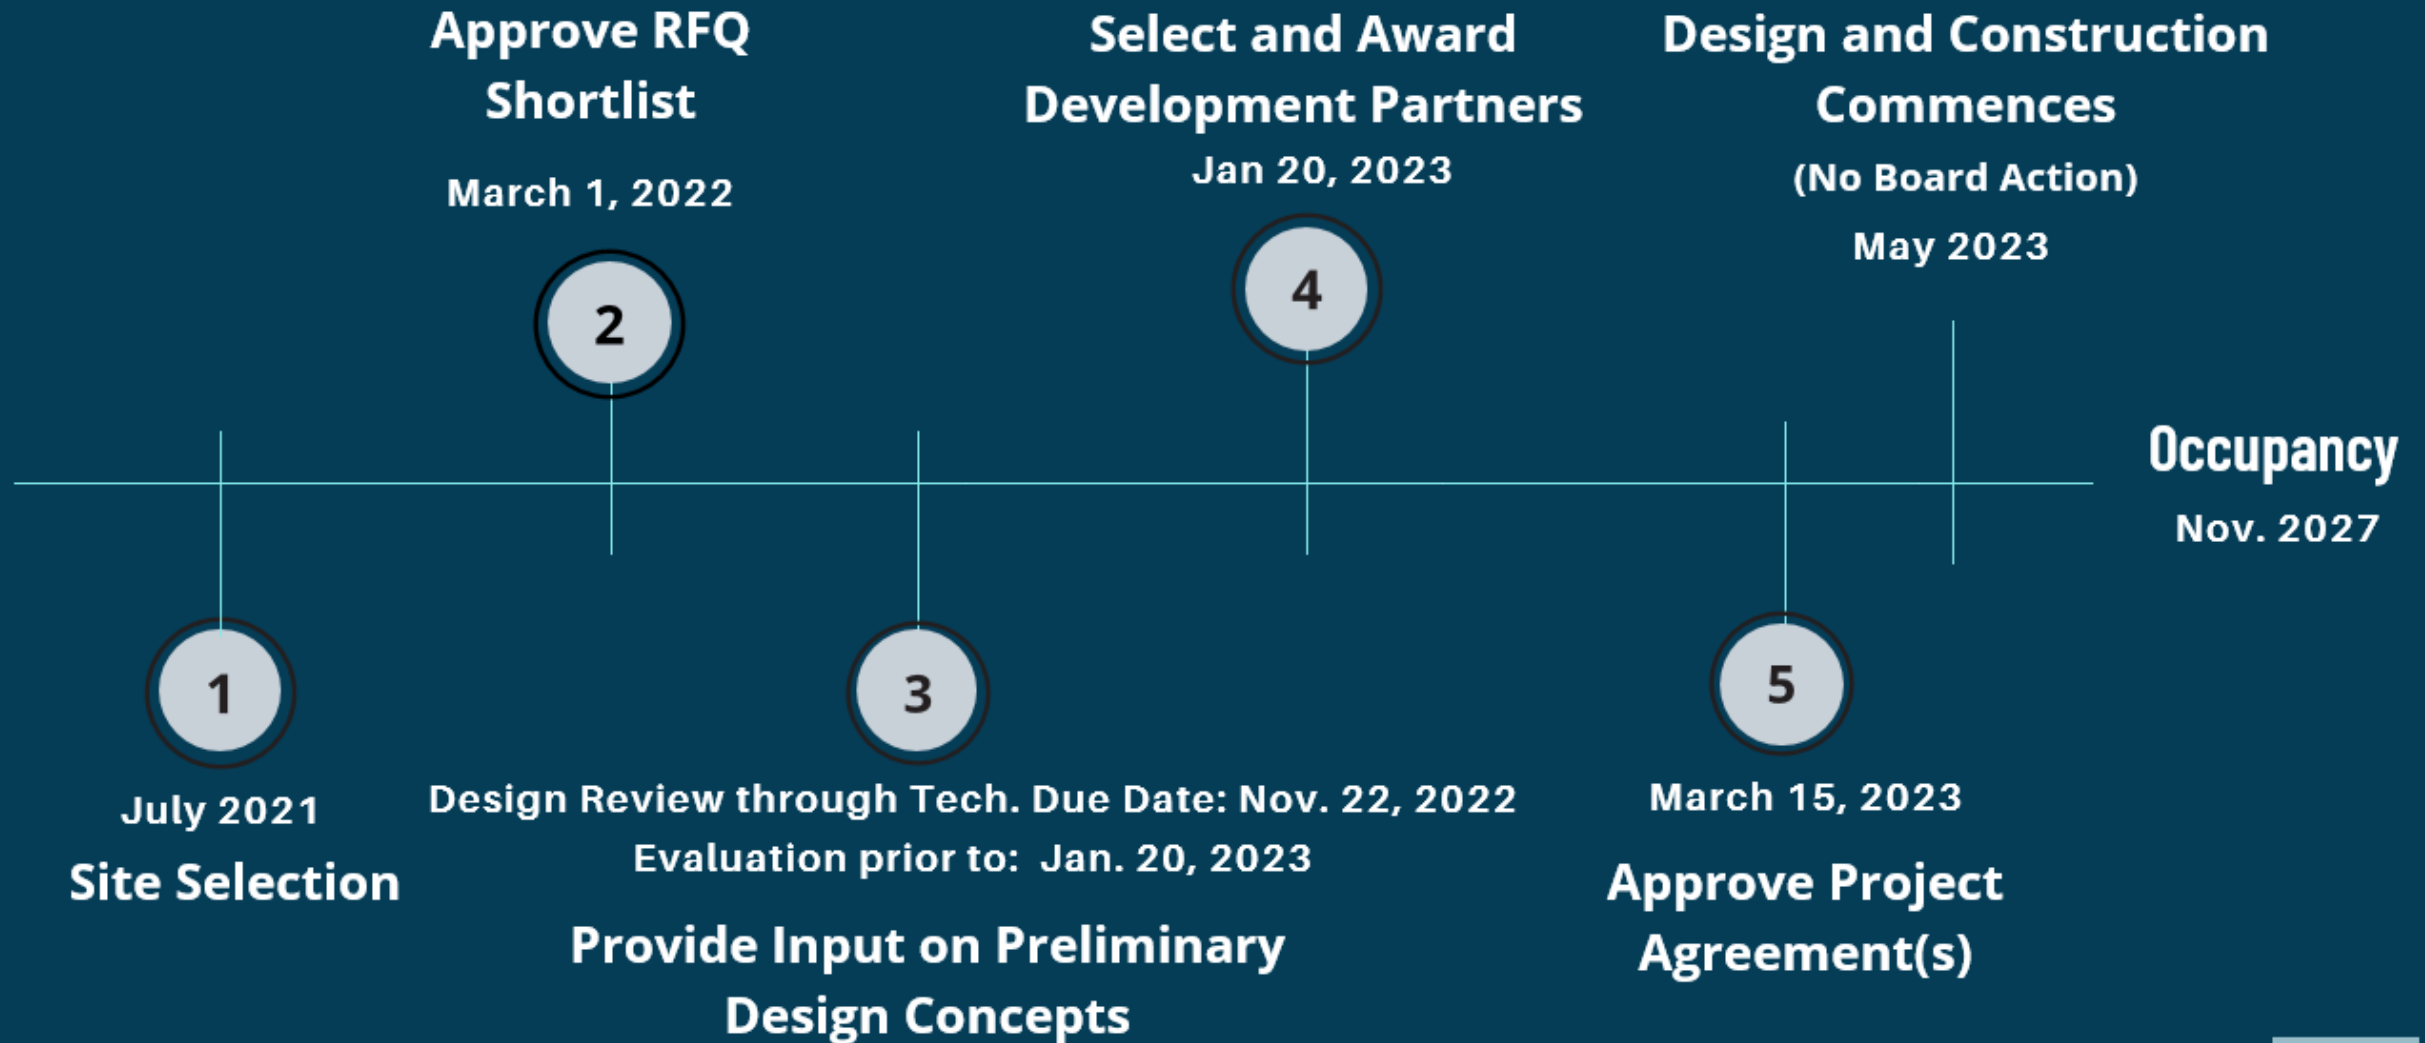 Approve RFQ
Shortlist
March 1, 2022
2
Select and Award
Development Partners
Jan 20, 2023
4
Design and Construction
Commences
(No Board Action)
May 2023
Occupancy
Nov. 2027
1
July 2021
Site Selection
3
Design Review through Tech. Due Date: Nov. 22, 2022
Evaluation prior to: Jan. 20, 2023
Provide Input on Preliminary
Design Concepts
5
March 15, 2023
Approve Project
Agreement(s)